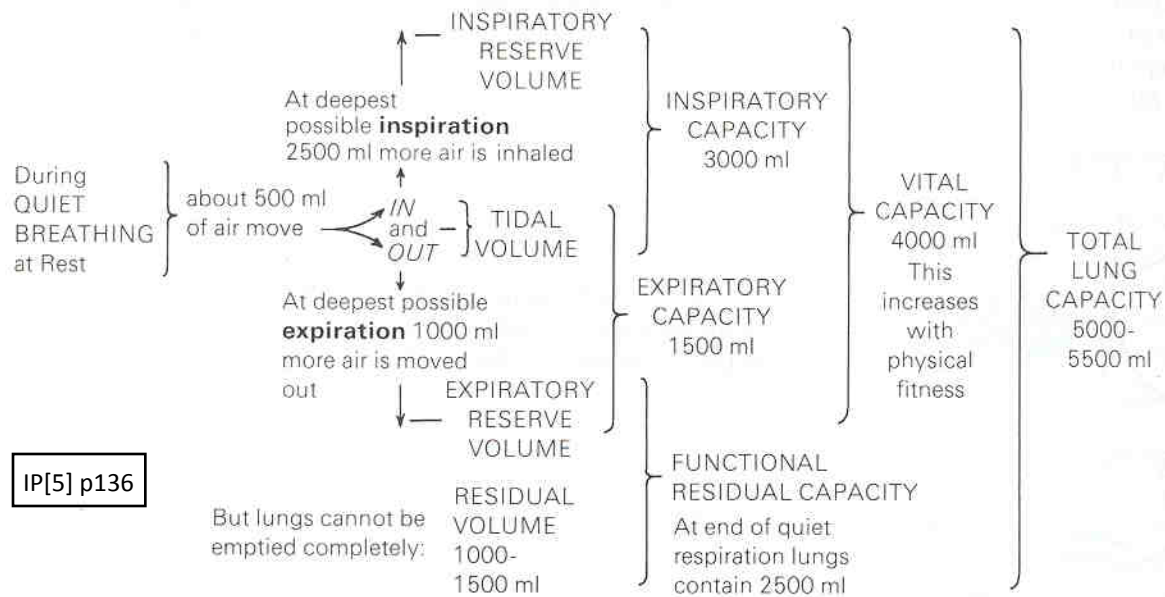 INSPIRATORY
RESERVE
VOLUME
At deepest
possible inspiration
2500 ml more air is inhaled
INSPIRATORY
CAPACITY
3000 ml
During
QUIET
BREATHING
at Rest
about 500 ml
of air move
IN
and
OUT
TIDAL
VOLUME
VITAL
CAPACITY
4000 ml
This
increases
with
physical
fitness
TOTAL
LUNG
CAPACITY
5000-
5500 ml
At deepest possible
expiration 1000 ml
more air is moved
out
EXPIRATORY
CAPACITY
1500 ml
EXPIRATORY
RESERVE
VOLUME
IP[5] p136
But lungs cannot be
emptied completely:
RESIDUAL
VOLUME
1000-
1500 ml
FUNCTIONAL
RESIDUAL CAPACITY
At end of quiet
respiration lungs
contain 2500 ml